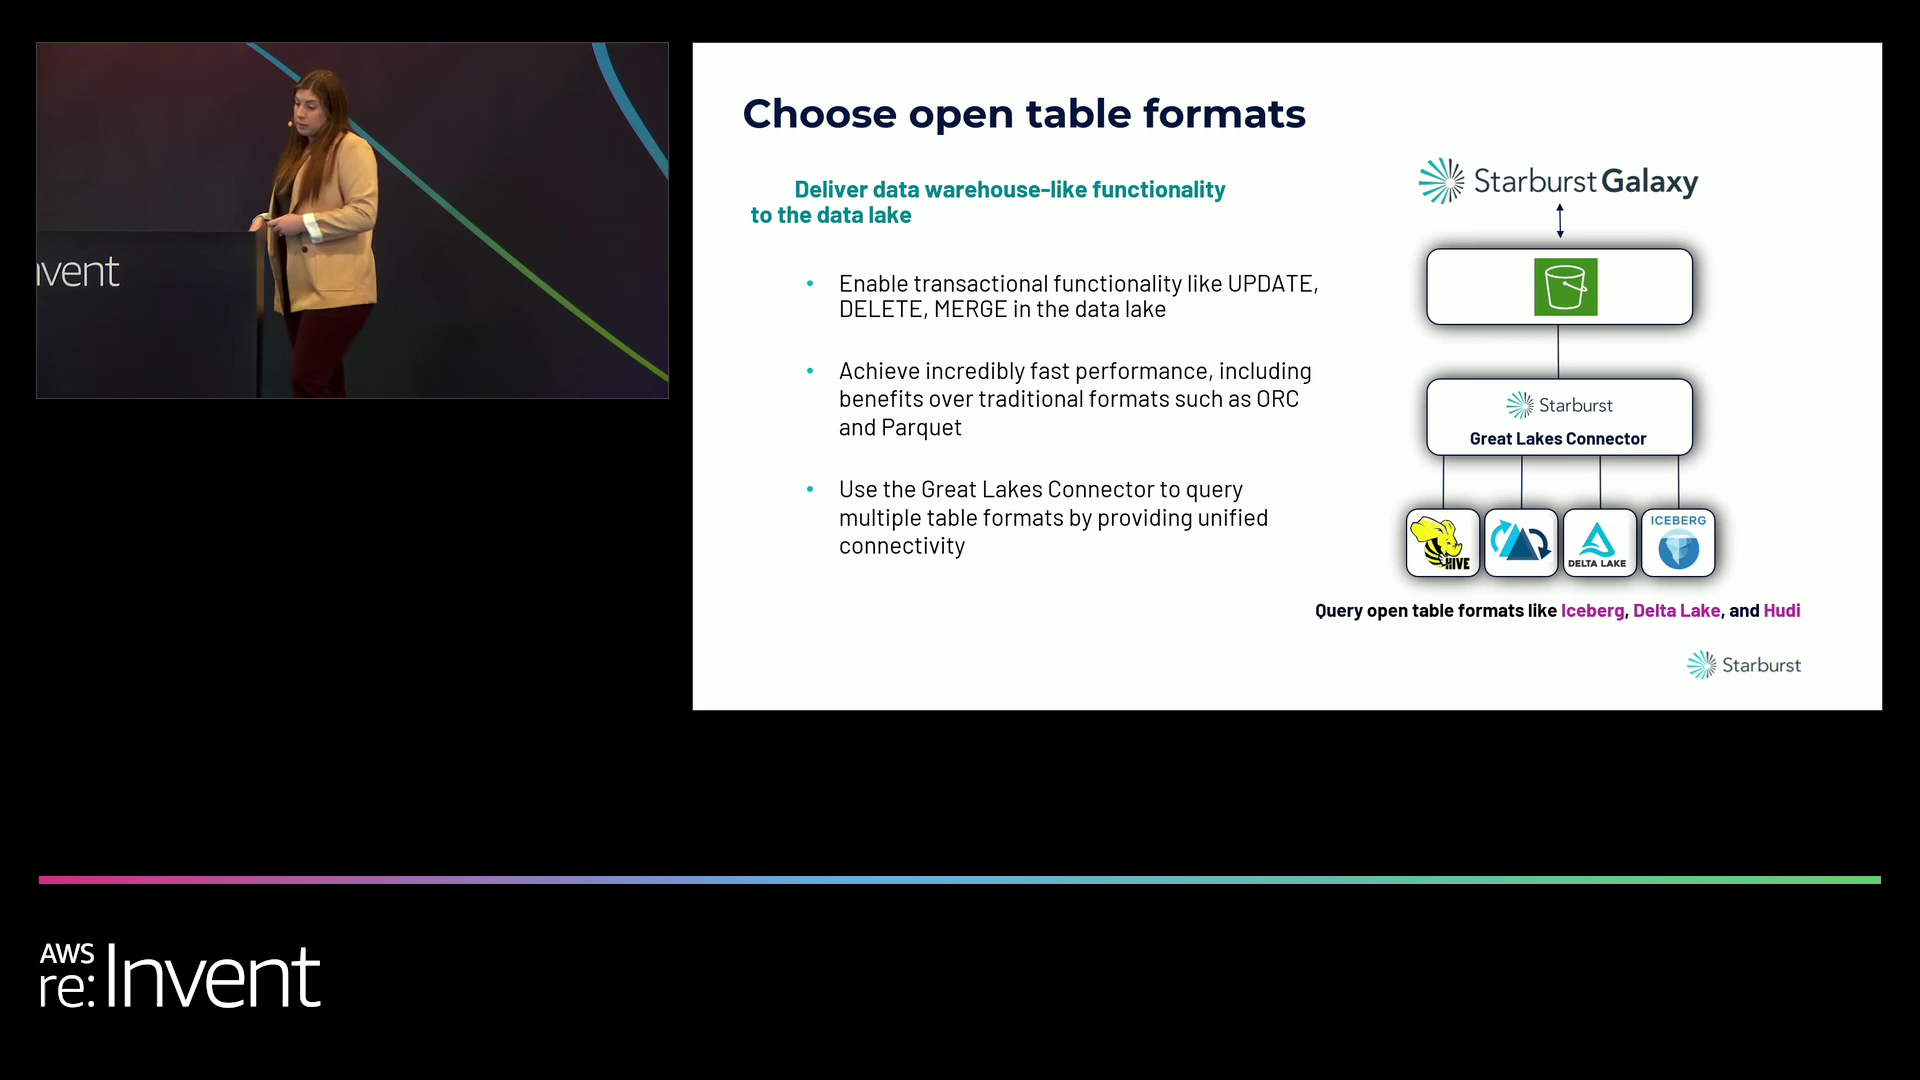 nvent
Choose open table formats
Deliver data warehouse-like functionality
to the data lake
• Enable transactional functionality like UPDATE,
DELETE, MERGE in the data lake
• Achieve incredibly fast performance, including
benefits over traditional formats such as ORC
and Parquet
• Use the Great Lakes Connector to query
multiple table formats by providing unified
connectivity
Starburst Galaxy
Starburst
Great Lakes Connector
HIVE
DELTA LAKE
ICEBERG
Query open table formats like Iceberg, Delta Lake, and Hudi
Starburst
AWS
re:Invent